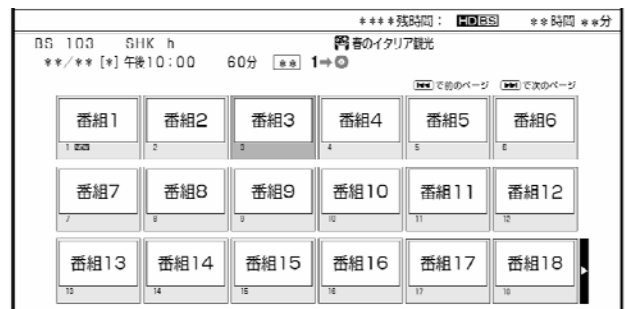 ****残時間: HDBS **時間 **分
BS 103 SHK h 春のイタリア観光
**/** [*] 午後10:00 60分 ** 1➔
⏮で前のページ ⏭で次のページ
番組1 番組2 番組3 番組4 番組5 番組6
1 2 3 4 5 6
番組7 番組8 番組9 番組10 番組11 番組12
7 8 9 10 11 12
番組13 番組14 番組15 番組16 番組17 番組18
13 14 15 16 17 18